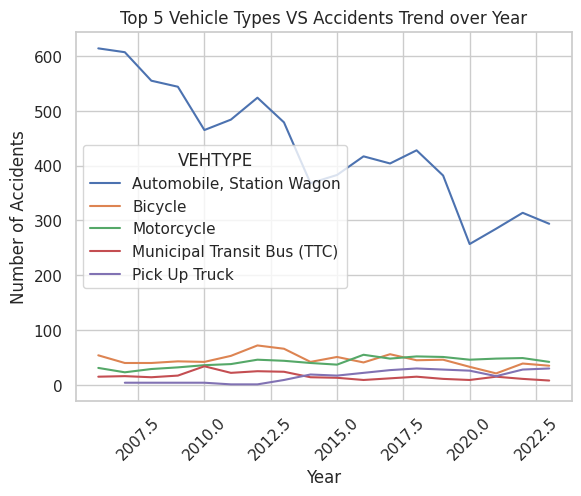 Top 5 Vehicle Types VS Accidents Trend over Year
Number of Accidents
600
500
400
300
200
100
0
VEHTYPE
Automobile, Station Wagon
Bicycle
Motorcycle
Municipal Transit Bus (TTC)
Pick Up Truck
2007.5
2010.0
2012.5
2015.0
2017.5
2020.0
2022.5
Year